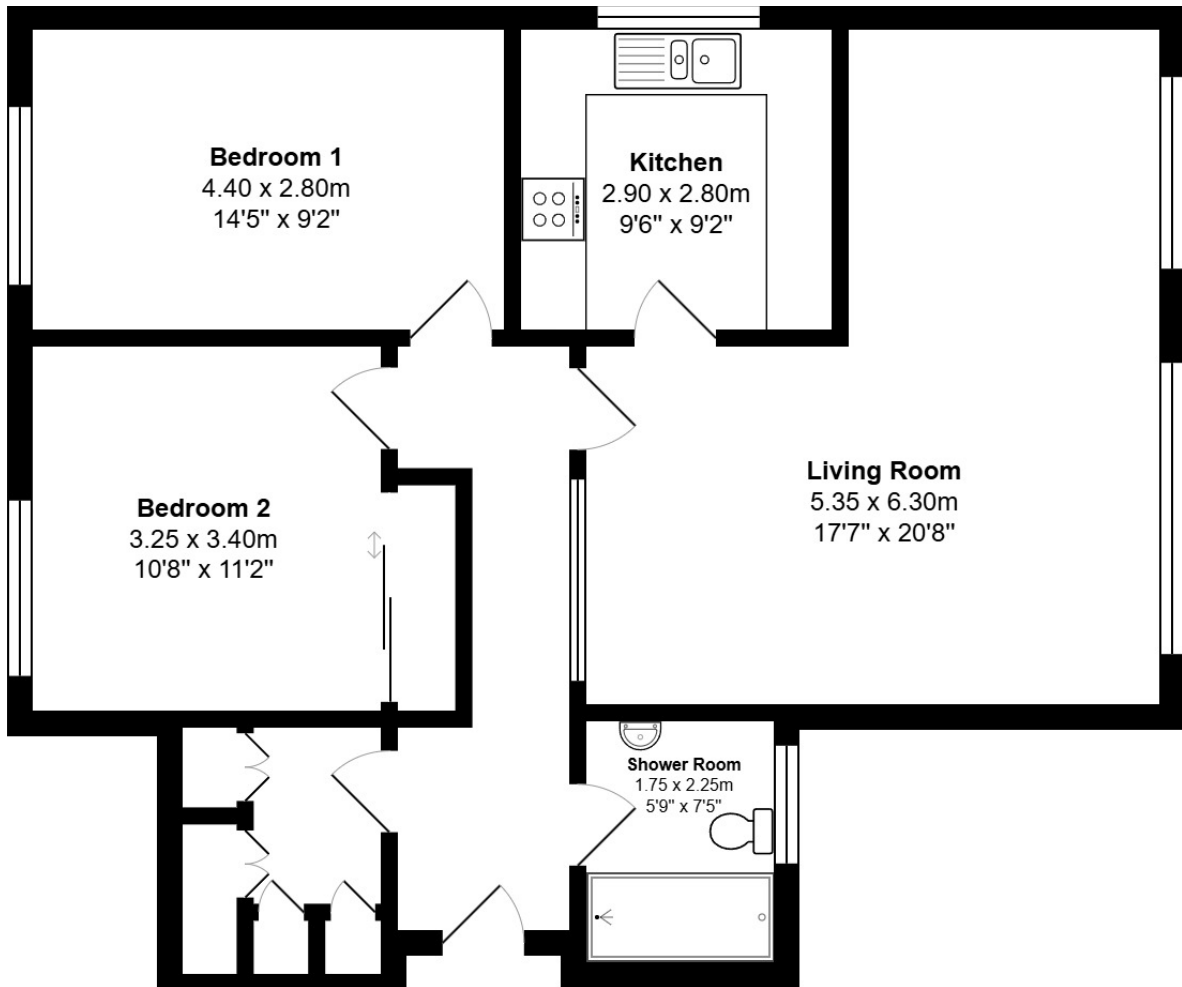 Bedroom 1
4.40 x 2.80m
14'5" x 9'2"
Kitchen
2.90 x 2.80m
9'6" x 9'2"
Living Room
5.35 x 6.30m
17'7" x 20'8"
Bedroom 2
3.25 x 3.40m
10'8" x 11'2"
Shower Room
1.75 x 2.25m
5'9" x 7'5"